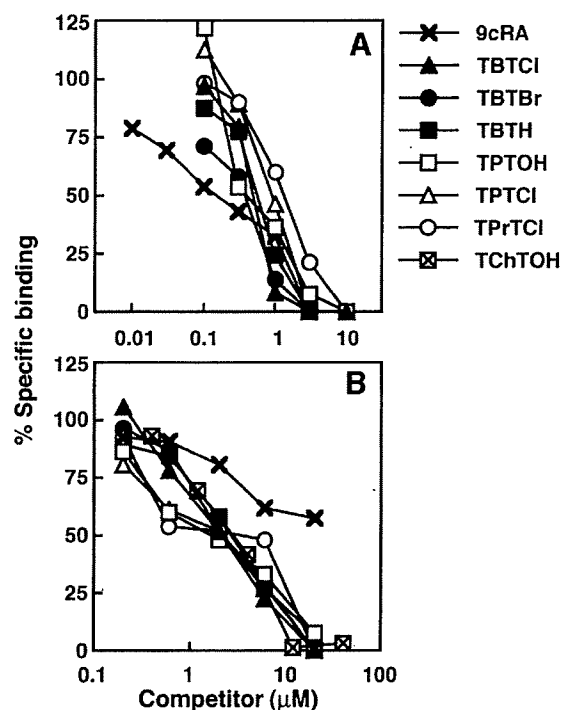 % Specific binding
A
125
100
75
50
25
0
0.01 0.1 1 10
B
125
100
75
50
25
0
0.1 1 10 100
Competitor (μM)
9cRA
TBTCl
TBTBr
TBTH
TPTOH
TPTCl
TPrTCl
TChTOH